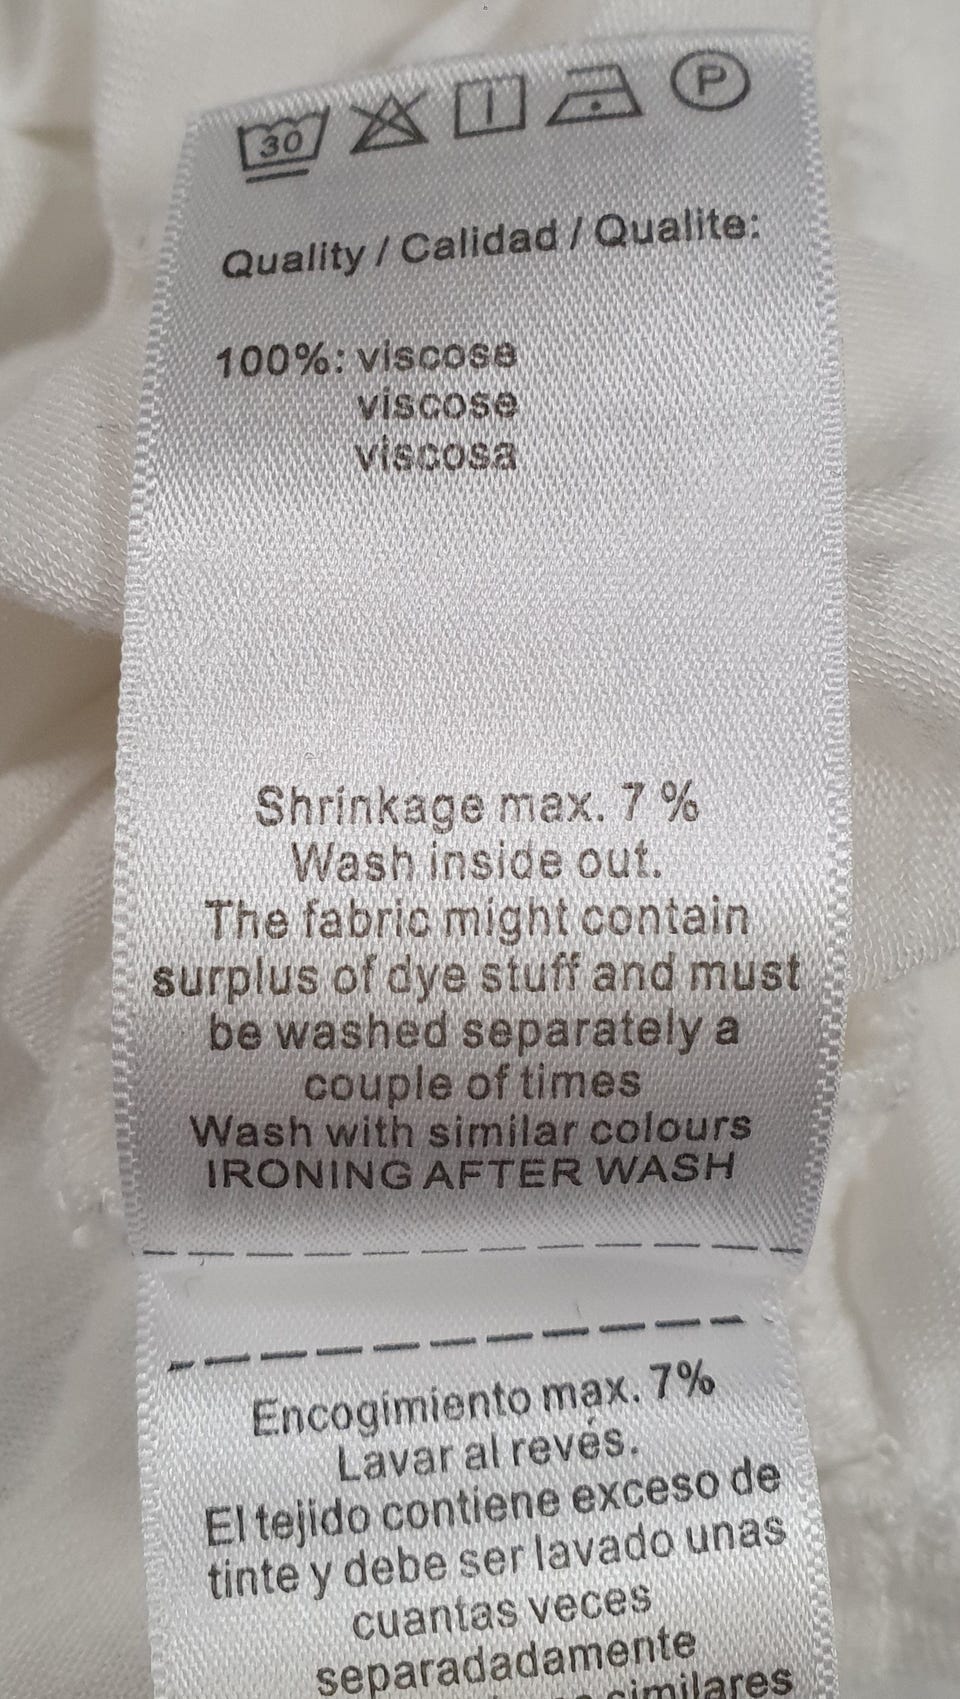 30 P
Quality / Calidad / Qualite:
100%: viscose
viscose
viscosa
Shrinkage max. 7 %
Wash inside out.
The fabric might contain
surplus of dye stuff and must
be washed separately a
couple of times
Wash with similar colours
IRONING AFTER WASH
Encogimiento max. 7%
Lavar al revés.
El tejido contiene exceso de
tinte y debe ser lavado unas
cuantas veces
separadadamente
similares